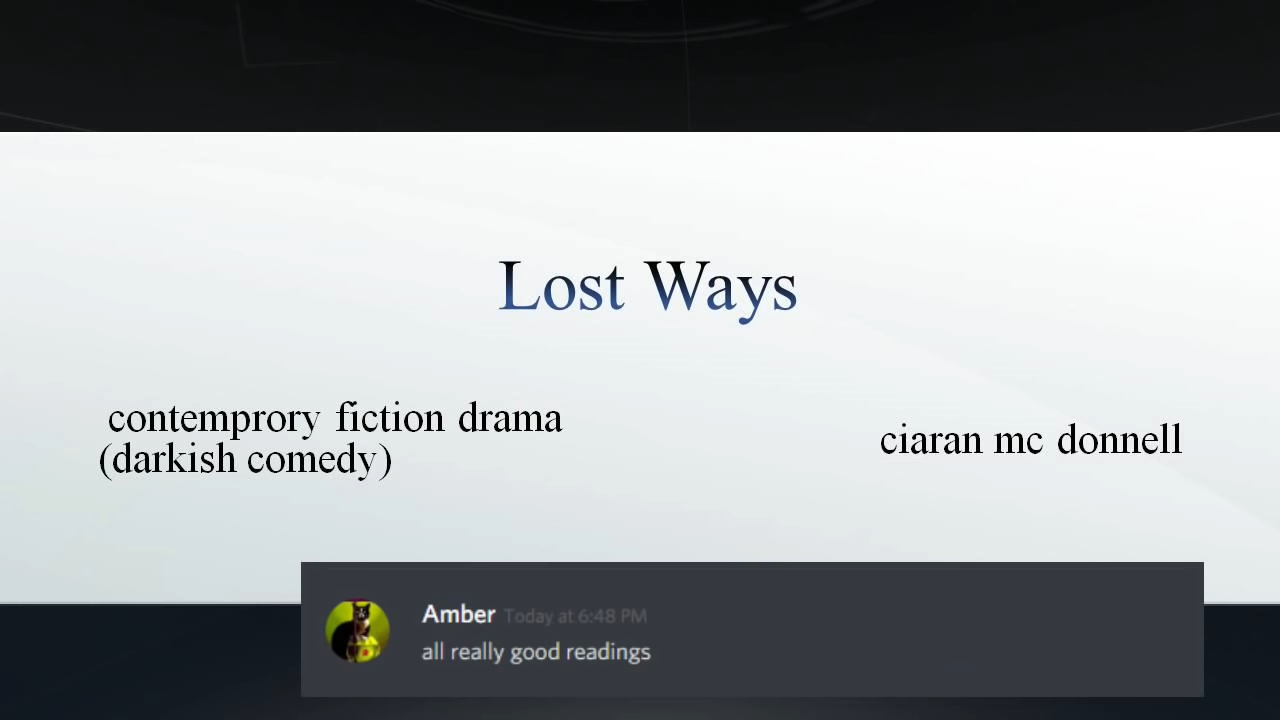 Lost Ways
contemprory fiction drama
(darkish comedy)
ciaran mc donnell
Amber Today at 6:48 PM
all really good readings